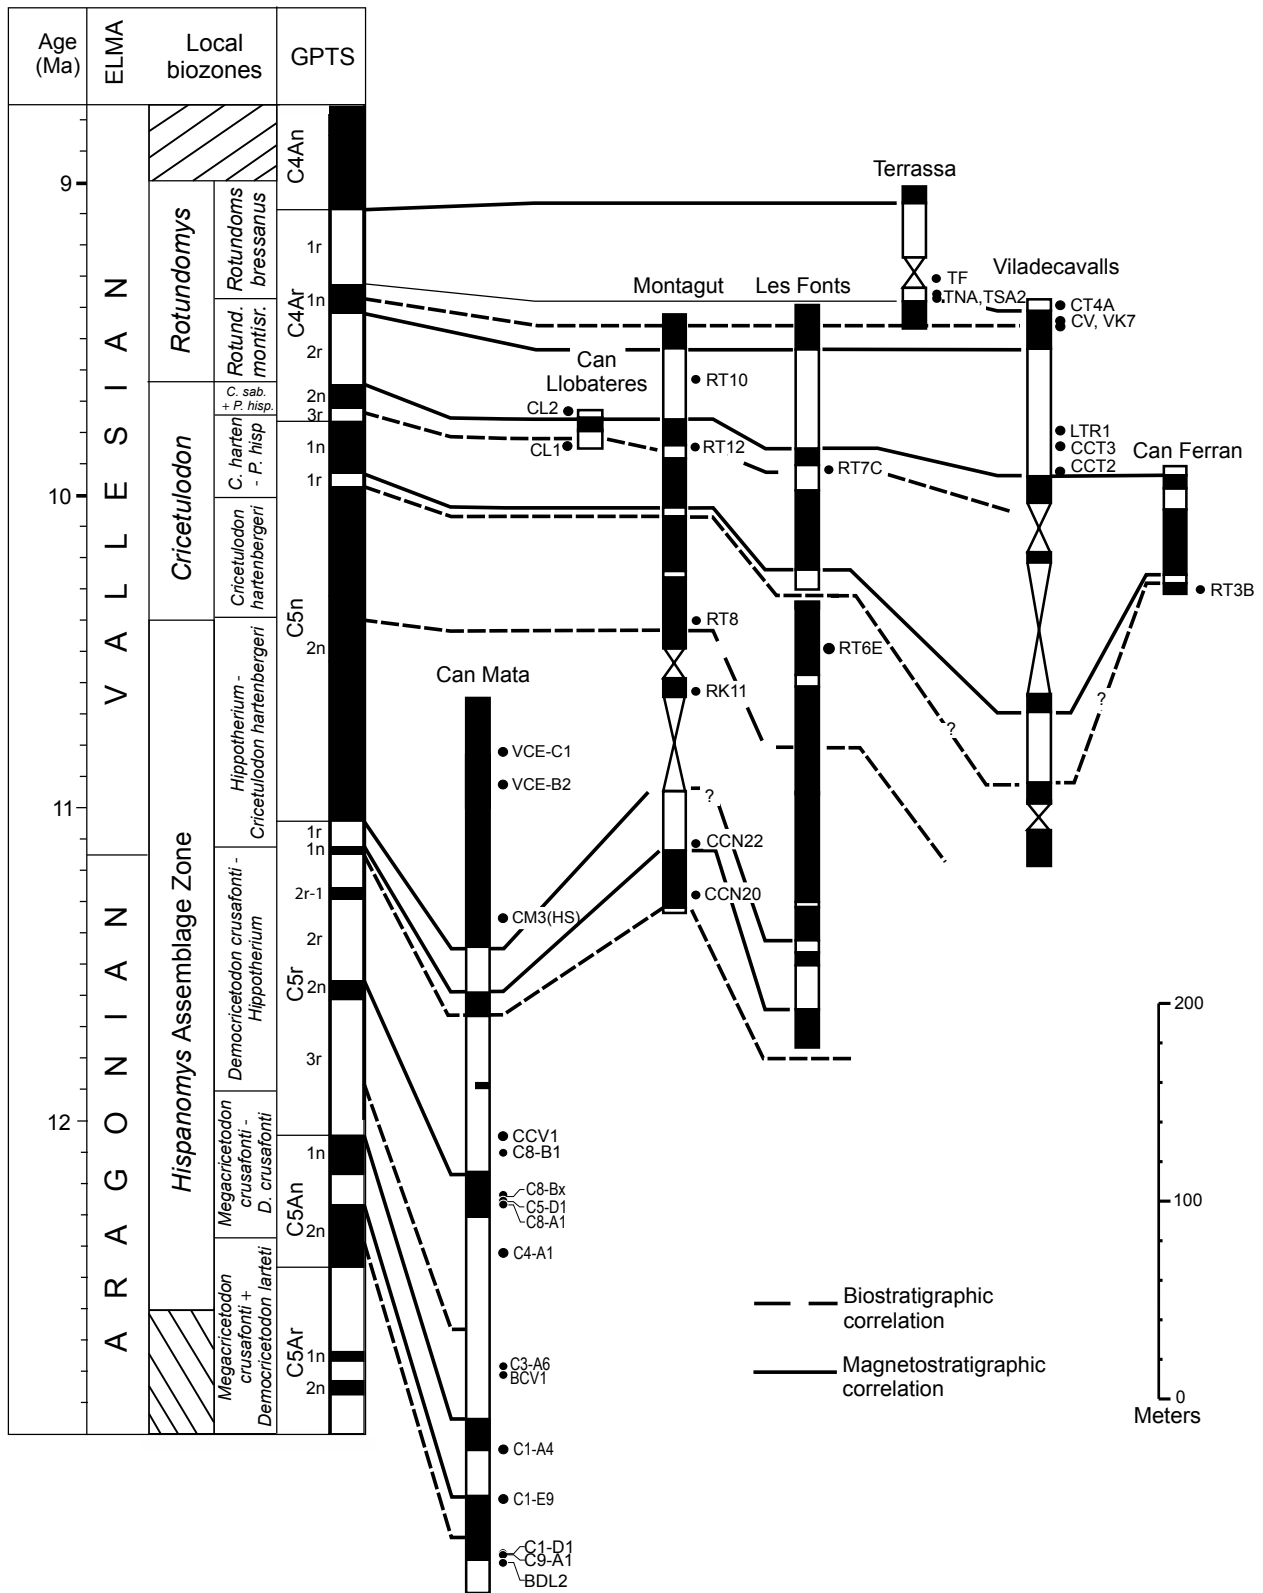 Age
(Ma)
ELMA
Local
biozones
GPTS
9
10
11
12
VALLESIAN
ARAGONIAN
Rotundomys
Cricetulodon
Hispanomys Assemblage Zone
Rotundoms
bressanus
Rotund.
montisr.
C. sab.
+ P. hisp.
C. harten
- P. hisp
Cricetulodon
hartenbergeri
Hippotherium -
Cricetulodon hartenbergeri
Democricetodon crusafonti -
Hippotherium
Megacricetodon
crusafonti -
D. crusafonti
Megacricetodon
crusafonti +
Democricetodon larteti
C4An
C4Ar
1r
1n
2r
2n
3r
C5n
1n
1r
2n
C5r
1r
1n
2r-1
2r
2n
3r
C5An
1n
2n
C5Ar
1n
2n
Can Mata
VCE-C1
VCE-B2
CM3(HS)
CCV1
C8-B1
C8-Bx
C5-D1
C8-A1
C4-A1
C3-A6
BCV1
C1-A4
C1-E9
C1-D1
C9-A1
BDL2
Can
Llobateres
CL2
CL1
Montagut
RT10
RT12
RT8
RK11
?
CCN22
CCN20
Les Fonts
RT7C
RT6E
Terrassa
TF
TNA,TSA2
Viladecavalls
CT4A
CV, VK7
LTR1
CCT3
CCT2
?
?
Can Ferran
RT3B
Biostratigraphic
correlation
Magnetostratigraphic
correlation
200
100
0
Meters